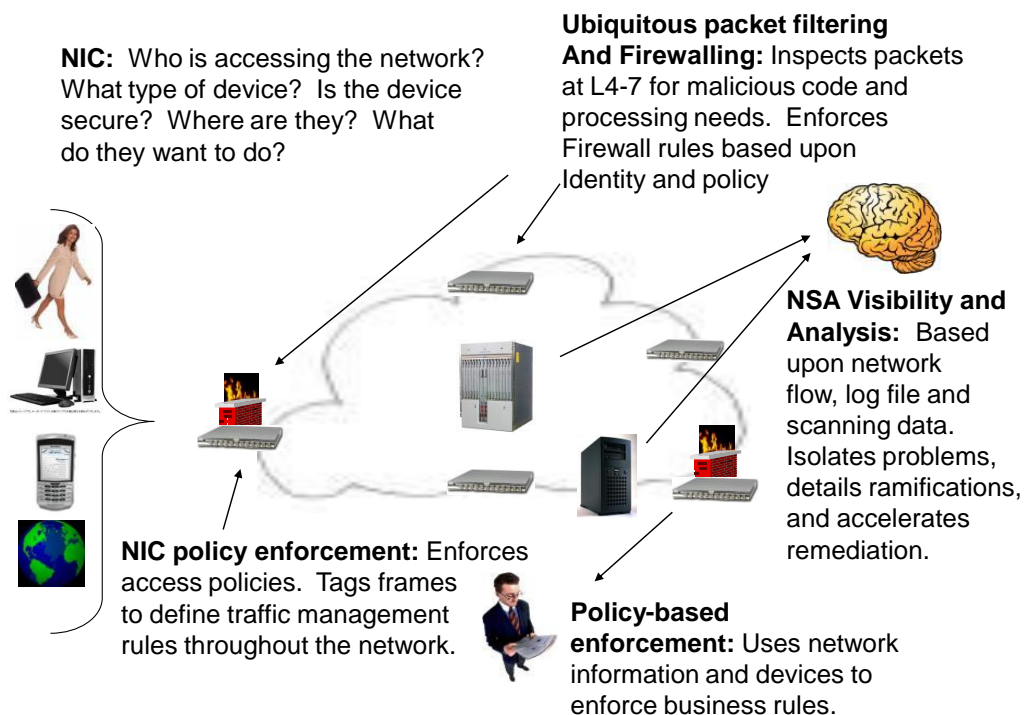 NIC: Who is accessing the network?
What type of device? Is the device
secure? Where are they? What
do they want to do?
Ubiquitous packet filtering
And Firewalling: Inspects packets
at L4-7 for malicious code and
processing needs. Enforces
Firewall rules based upon
Identity and policy
NSA Visibility and
Analysis: Based
upon network
flow, log file and
scanning data.
Isolates problems,
details ramifications,
and accelerates
remediation.
NIC policy enforcement: Enforces
access policies. Tags frames
to define traffic management
rules throughout the network.
Policy-based
enforcement: Uses network
information and devices to
enforce business rules.